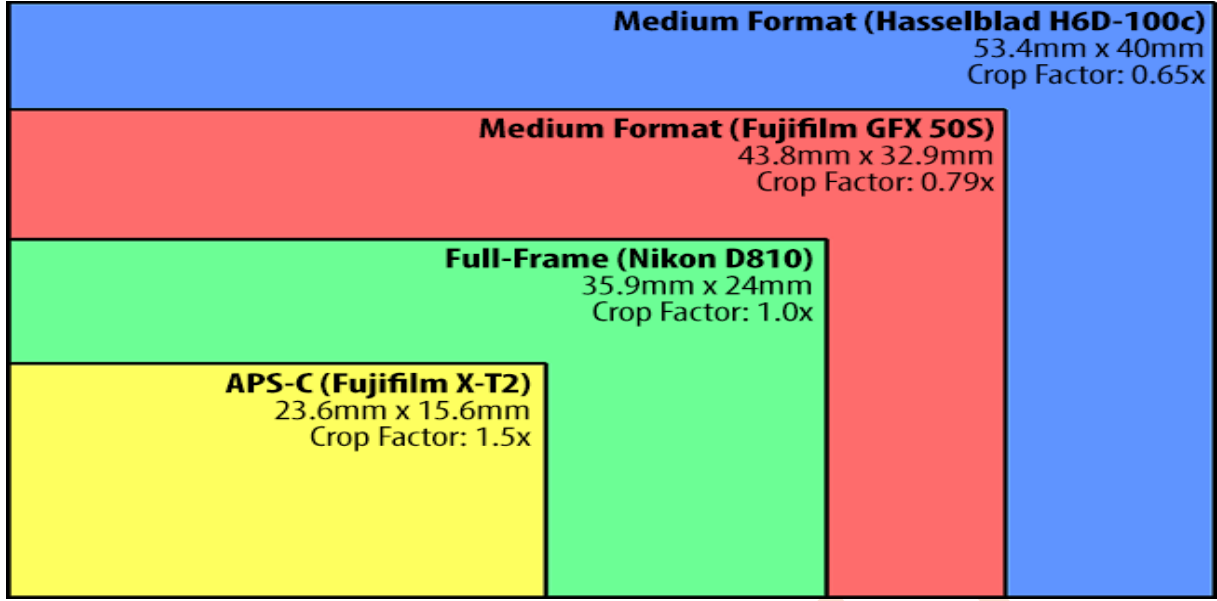 Medium Format (Hasselblad H6D-100c)
53.4mm x 40mm
Crop Factor: 0.65x
Medium Format (Fujifilm GFX 50S)
43.8mm x 32.9mm
Crop Factor: 0.79x
Full-Frame (Nikon D810)
35.9mm x 24mm
Crop Factor: 1.0x
APS-C (Fujifilm X-T2)
23.6mm x 15.6mm
Crop Factor: 1.5x